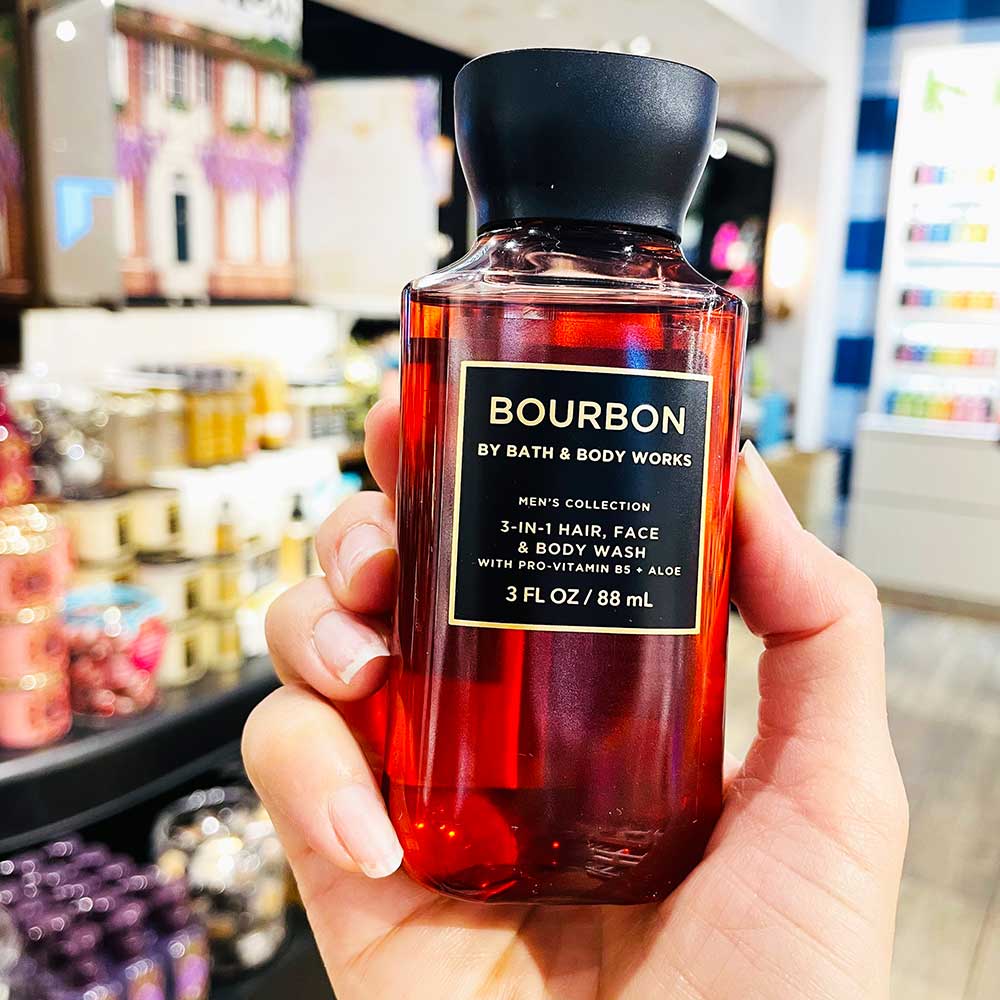 BOURBON
BY BATH & BODY WORKS
MEN'S COLLECTION
3-IN-1 HAIR, FACE
& BODY WASH
WITH PRO-VITAMIN B5 + ALOE
3 FL OZ / 88 mL